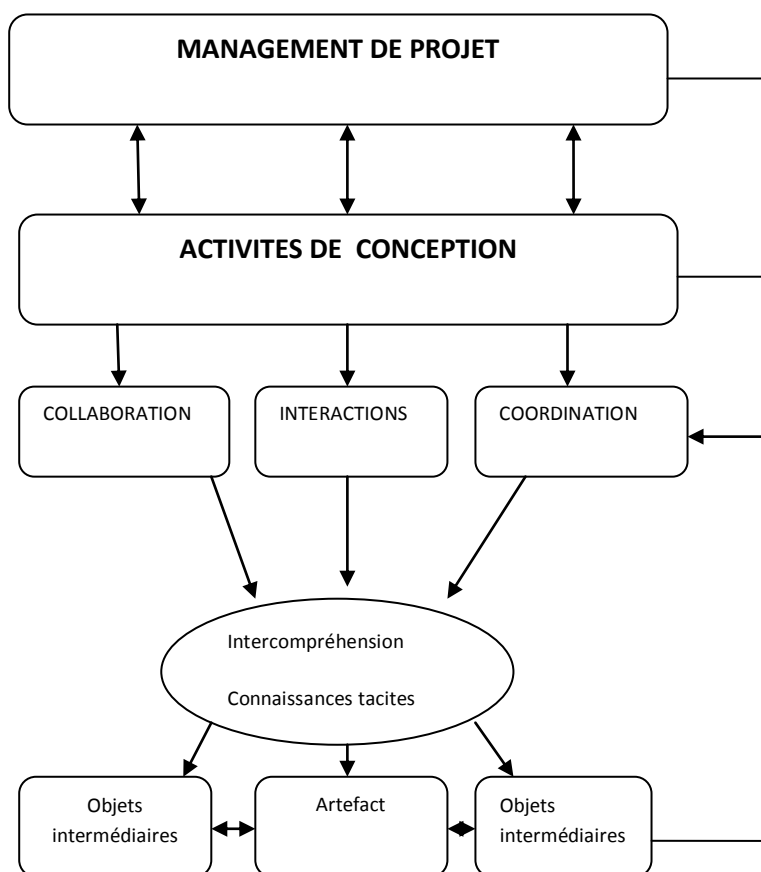 MANAGEMENT DE PROJET
ACTIVITES DE CONCEPTION
COLLABORATION
INTERACTIONS
COORDINATION
Intercompréhension
Connaissances tacites
Objets
intermédiaires
Artefact
Objets
intermédiaires